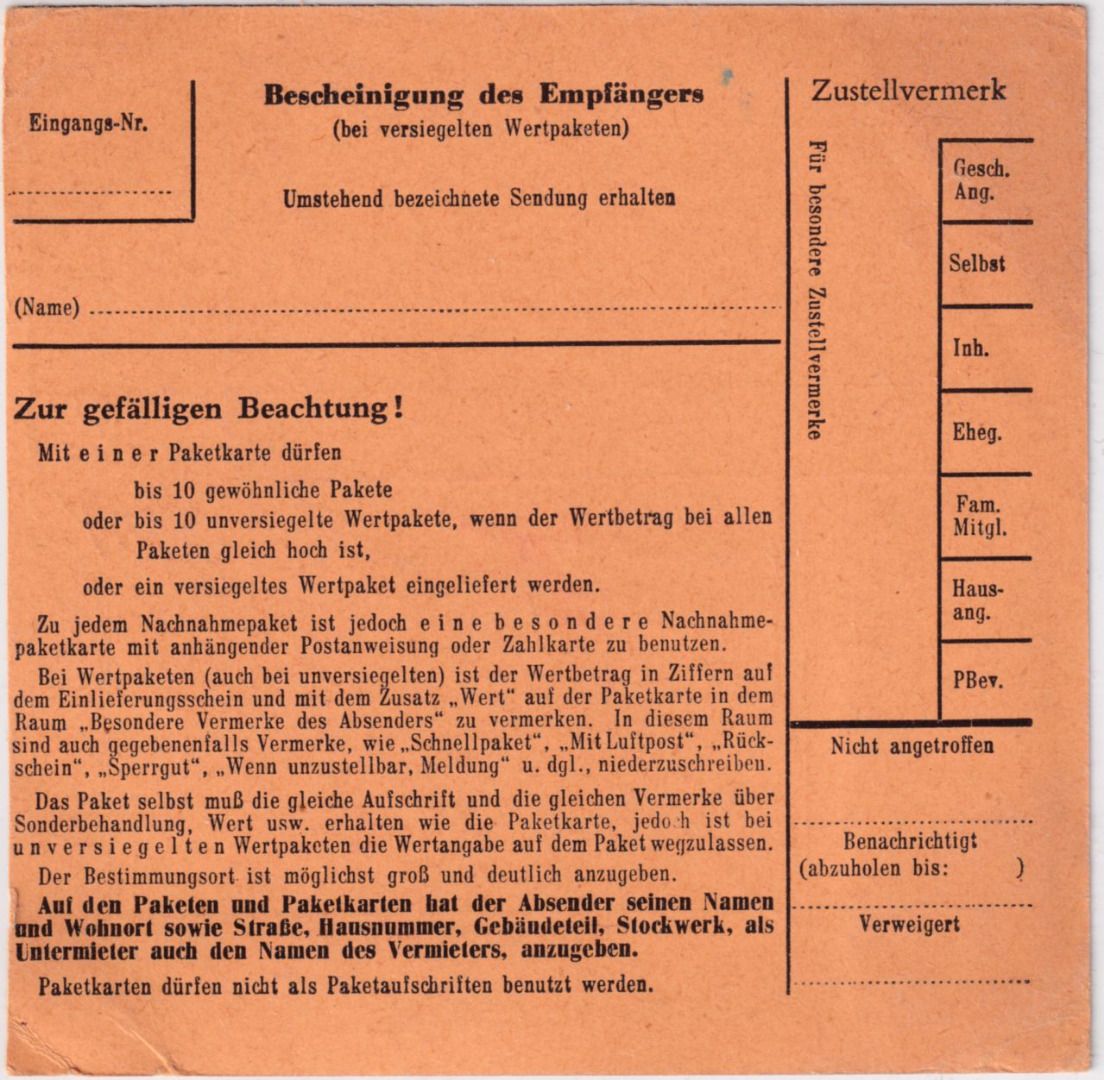 Eingangs-Nr.
Bescheinigung des Empfängers
(bei versiegelten Wertpaketen)
Umstehend bezeichnete Sendung erhalten
(Name)
Zur gefälligen Beachtung!
Mit einer Paketkarte dürfen
bis 10 gewöhnliche Pakete
oder bis 10 unversiegelte Wertpakete, wenn der Wertbetrag bei allen
Paketen gleich hoch ist,
oder ein versiegeltes Wertpaket eingeliefert werden.
Zu jedem Nachnahmepaket ist jedoch eine besondere Nachnahme-
paketkarte mit anhängender Postanweisung oder Zahlkarte zu benutzen.
Bei Wertpaketen (auch bei unversiegelten) ist der Wertbetrag in Ziffern auf
dem Einlieferungsschein und mit dem Zusatz „Wert“ auf der Paketkarte in dem
Raum „Besondere Vermerke des Absenders“ zu vermerken. In diesem Raum
sind auch gegebenenfalls Vermerke, wie „Schnellpaket“, „Mit Luftpost“, „Rück-
schein“, „Sperrgut“, „Wenn unzustellbar, Meldung“ u. dgl., niederzuschreiben.
Das Paket selbst muß die gleiche Aufschrift und die gleichen Vermerke über
Sonderbehandlung, Wert usw. erhalten wie die Paketkarte, jedoch ist bei
unversiegelten Wertpaketen die Wertangabe auf dem Paket wegzulassen.
Der Bestimmungsort ist möglichst groß und deutlich anzugeben.
Auf den Paketen und Paketkarten hat der Absender seinen Namen
und Wohnort sowie Straße, Hausnummer, Gebäudeteil, Stockwerk, als
Untermieter auch den Namen des Vermieters, anzugeben.
Paketkarten dürfen nicht als Paketaufschriften benutzt werden.
Zustellvermerk
Für besondere Zustellvermerke
Gesch.
Ang.
Selbst
Inh.
Eheg.
Fam.
Mitgl.
Haus-
ang.
PBev.
Nicht angetroffen
Benachrichtigt
(abzuholen bis: )
Verweigert